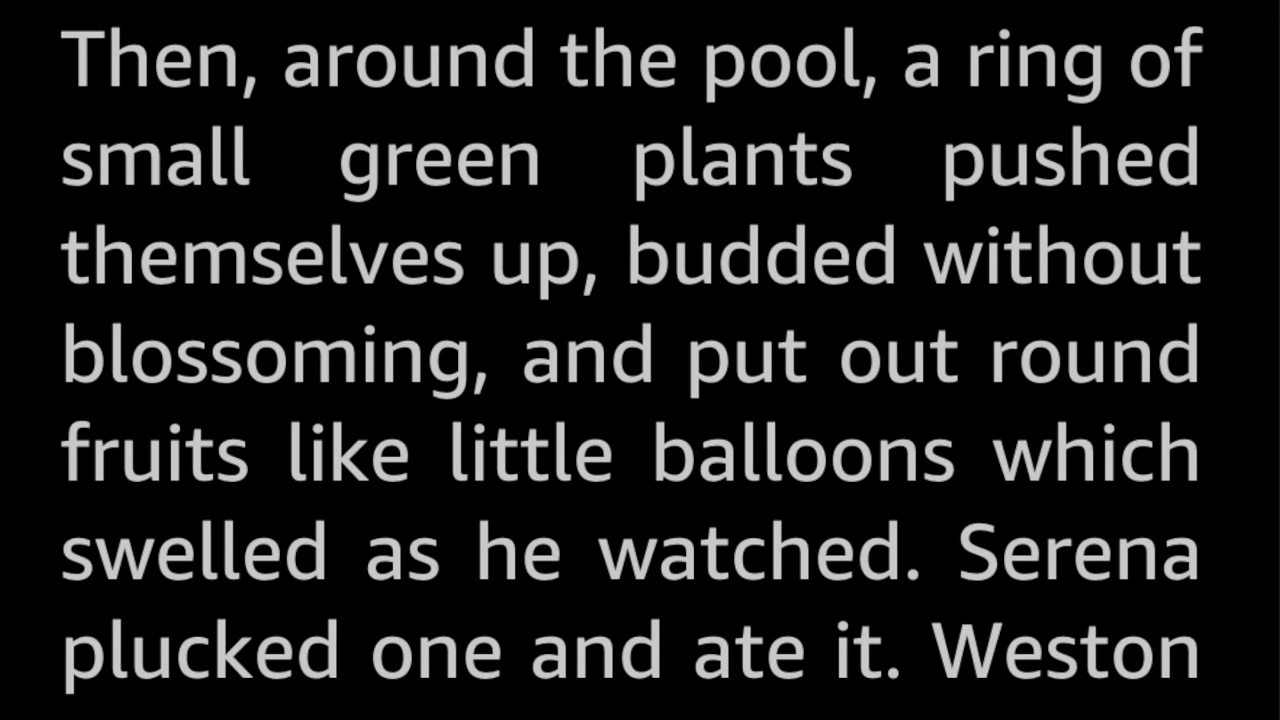 Then, around the pool, a ring of
small green plants pushed
themselves up, budded without
blossoming, and put out round
fruits like little balloons which
swelled as he watched. Serena
plucked one and ate it. Weston